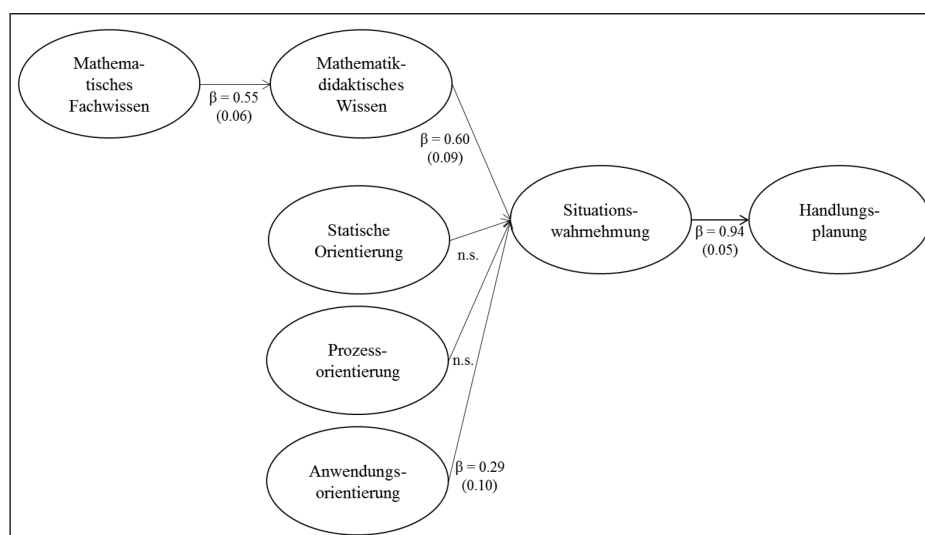 Mathema-
tisches
Fachwissen
β = 0.55
(0.06)
Mathematik-
didaktisches
Wissen
β = 0.60
(0.09)
Statische
Orientierung
n.s.
Prozess-
orientierung
n.s.
Anwendungs-
orientierung
β = 0.29
(0.10)
Situations-
wahrnehmung
β = 0.94
(0.05)
Handlungs-
planung